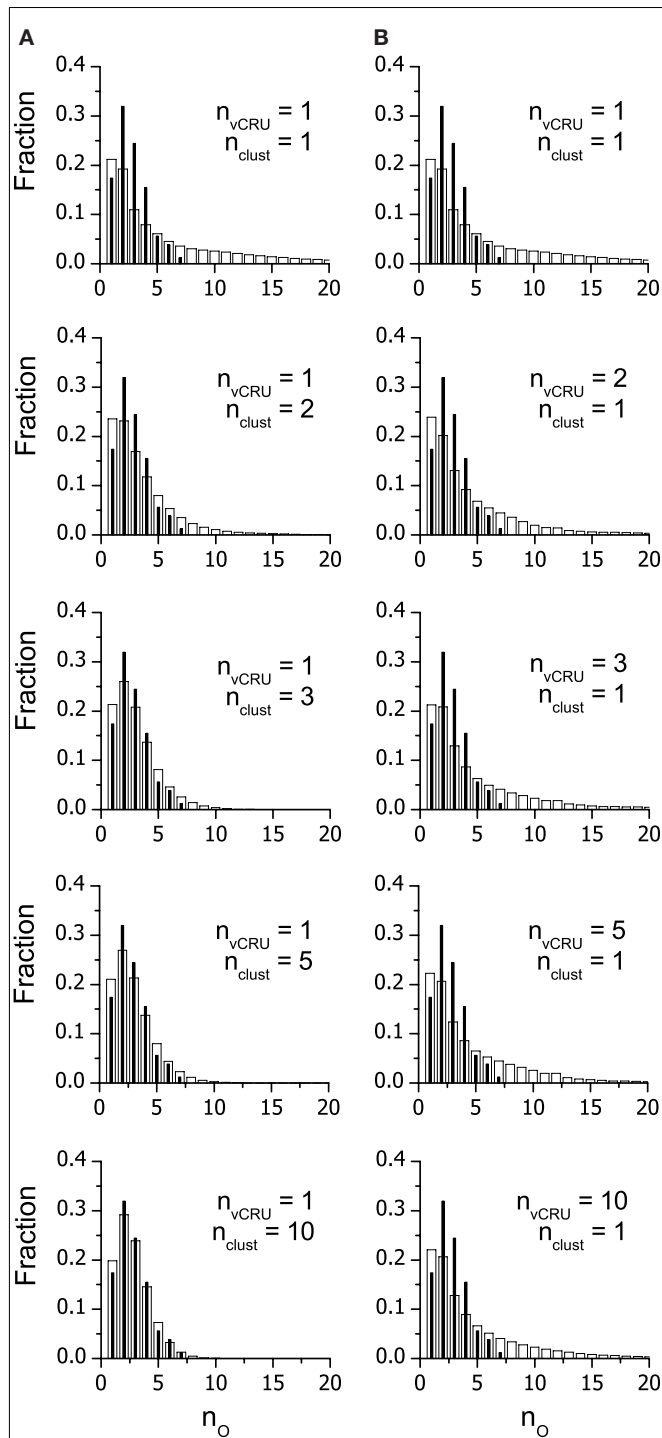 A
B
0.4
0.3
0.2
0.1
0.0
Fraction
n_vCRU = 1
n_clust = 1
0 5 10 15 20
0.4
0.3
0.2
0.1
0.0
n_vCRU = 1
n_clust = 1
0 5 10 15 20
0.4
0.3
0.2
0.1
0.0
Fraction
n_vCRU = 1
n_clust = 2
0 5 10 15 20
0.4
0.3
0.2
0.1
0.0
n_vCRU = 2
n_clust = 1
0 5 10 15 20
0.4
0.3
0.2
0.1
0.0
Fraction
n_vCRU = 1
n_clust = 3
0 5 10 15 20
0.4
0.3
0.2
0.1
0.0
n_vCRU = 3
n_clust = 1
0 5 10 15 20
0.4
0.3
0.2
0.1
0.0
Fraction
n_vCRU = 1
n_clust = 5
0 5 10 15 20
0.4
0.3
0.2
0.1
0.0
n_vCRU = 5
n_clust = 1
0 5 10 15 20
0.4
0.3
0.2
0.1
0.0
Fraction
n_vCRU = 1
n_clust = 10
0 5 10 15 20
n_O
0.4
0.3
0.2
0.1
0.0
n_vCRU = 10
n_clust = 1
0 5 10 15 20
n_O